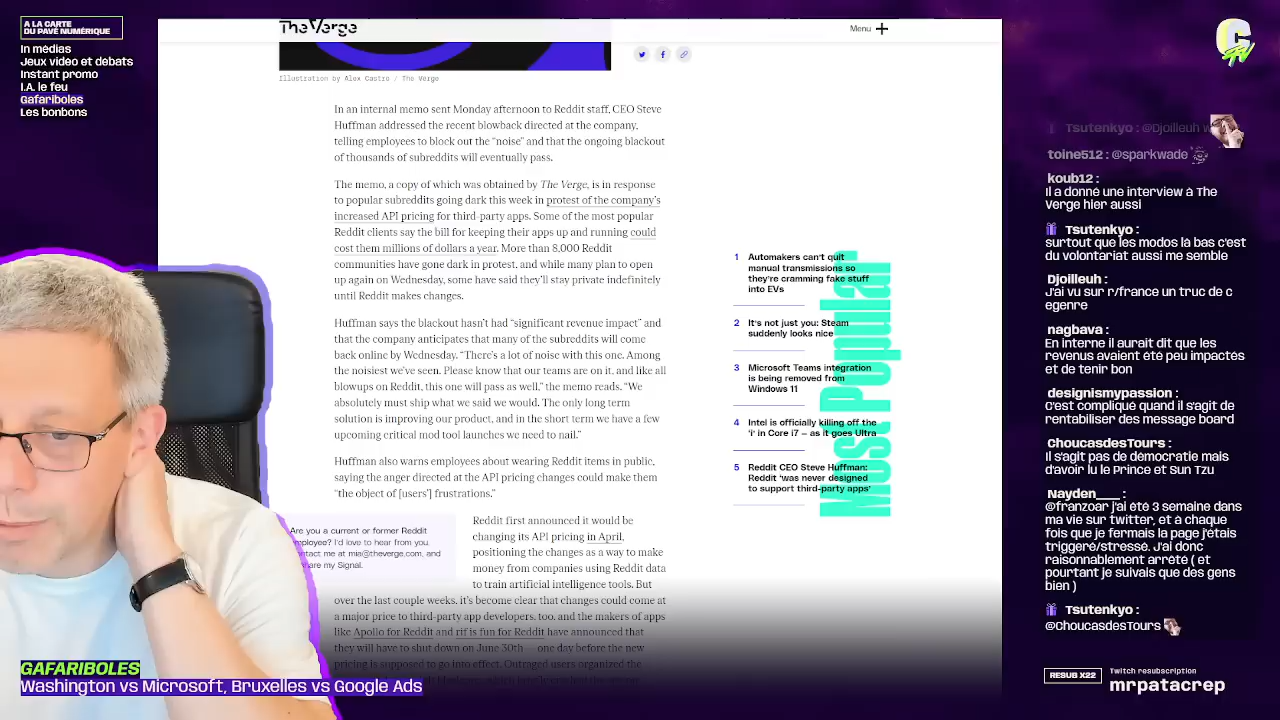 A LA CARTE
DU PAVÉ NUMÉRIQUE
In médias
Jeux vidéo et débats
Instant promo
I.A. le feu
Gafariboles
Les bonbons
The Verge
Menu
Illustration by Alex Castro / The Verge
In an internal memo sent Monday afternoon to Reddit staff, CEO Steve
Huffman addressed the recent blowback directed at the company,
telling employees to block out the “noise” and that the ongoing blackout
of thousands of subreddits will eventually pass.
The memo, a copy of which was obtained by The Verge, is in response
to popular subreddits going dark this week in protest of the company’s
increased API pricing for third-party apps. Some of the most popular
Reddit clients say the bill for keeping their apps up and running could
cost them millions of dollars a year. More than 8,000 Reddit
communities have gone dark in protest, and while many plan to open
up again on Wednesday, some have said they’ll stay private indefinitely
until Reddit makes changes.
Huffman says the blackout hasn’t had “significant revenue impact” and
that the company anticipates that many of the subreddits will come
back online by Wednesday. “There’s a lot of noise with this one. Among
the noisiest we’ve seen. Please know that our teams are on it, and like all
blowups on Reddit, this one will pass as well,” the memo reads. “We
absolutely must ship what we said we would. The only long term
solution is improving our product, and in the short term we have a few
upcoming critical mod tool launches we need to nail.”
Huffman also warns employees about wearing Reddit items in public,
saying the anger directed at the API pricing changes could make them
“the object of [users’] frustrations.”
Are you a current or former Reddit
employee? I’d love to hear from you.
contact me at mia@theverge.com, and
share my Signal.
Reddit first announced it would be
changing its API pricing in April,
positioning the changes as a way to make
money from companies using Reddit data
to train artificial intelligence tools. But
over the last couple weeks, it’s become clear that changes could come at
a major price to third-party app developers, too, and the makers of apps
like Apollo for Reddit and rif is fun for Reddit have announced that
they will have to shut down on June 30th — one day before the new
pricing is supposed to go into effect. Outraged users organized the
Most Popular
1 Automakers can’t quit
manual transmissions so
they’re cramming fake stuff
into EVs
2 It’s not just you: Steam
suddenly looks nice
3 Microsoft Teams integration
is being removed from
Windows 11
4 Intel is officially killing off the
‘i’ in Core i7 — as it goes Ultra
5 Reddit CEO Steve Huffman:
Reddit ‘was never designed
to support third-party apps’
Tsutenkyo : @Djoilleuh
toine512 : @sparkwade
koub12 :
Il a donné une interview à The
Verge hier aussi
Tsutenkyo :
surtout que les modos la bas c'est
du volontariat aussi me semble
Djoilleuh :
J'ai vu sur r/france un truc de c
egenre
nagbava :
En interne il aurait dit que les
revenus avaient été peu impactés
et de tenir bon
designismypassion :
C'est compliqué quand il s'agit de
rentabiliser des message board
ChoucasdesTours :
Il s'agit pas de démocratie mais
d'avoir lu le Prince et Sun Tzu
Nayden___ :
@franzoar j'ai été 3 semaine dans
ma vie sur twitter, et à chaque
fois que je fermais la page j'etais
triggeré/stressé. J'ai donc
raisonnablement arrété ( et
pourtant je suivais que des gens
bien )
Tsutenkyo :
@ChoucasdesTours
GAFARIBOLES
Washington vs Microsoft, Bruxelles vs Google Ads
RESUB X22
Twitch resubscription
mrpatacrep